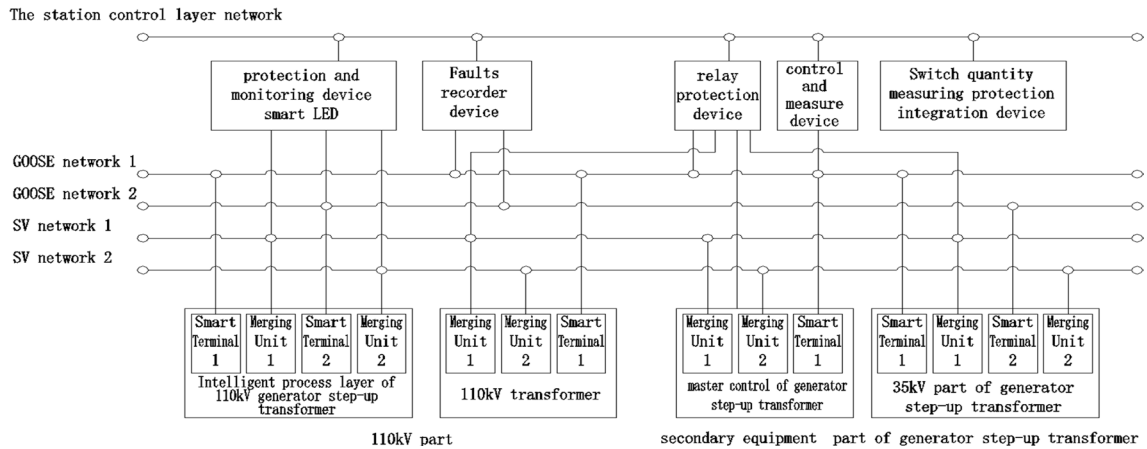 The station control layer network
protection and
monitoring device
smart LED
Faults
recorder
device
relay
protection
device
control
and
measure
device
Switch quantity
measuring protection
integration device
GOOSE network 1
GOOSE network 2
SV network 1
SV network 2
Smart
Terminal
1
Merging
Unit
1
Smart
Terminal
2
Merging
Unit
2
Intelligent process layer of
110kV generator step-up
transformer
Merging
Unit
1
Merging
Unit
2
Smart
Terminal
1
110kV transformer
Merging
Unit
1
Merging
Unit
2
Smart
Terminal
1
master control of generator
step-up transformer
Smart
Terminal
1
Merging
Unit
1
Smart
Terminal
2
Merging
Unit
2
35kV part of generator
step-up transformer
110kV part
secondary equipment part of generator step-up transformer